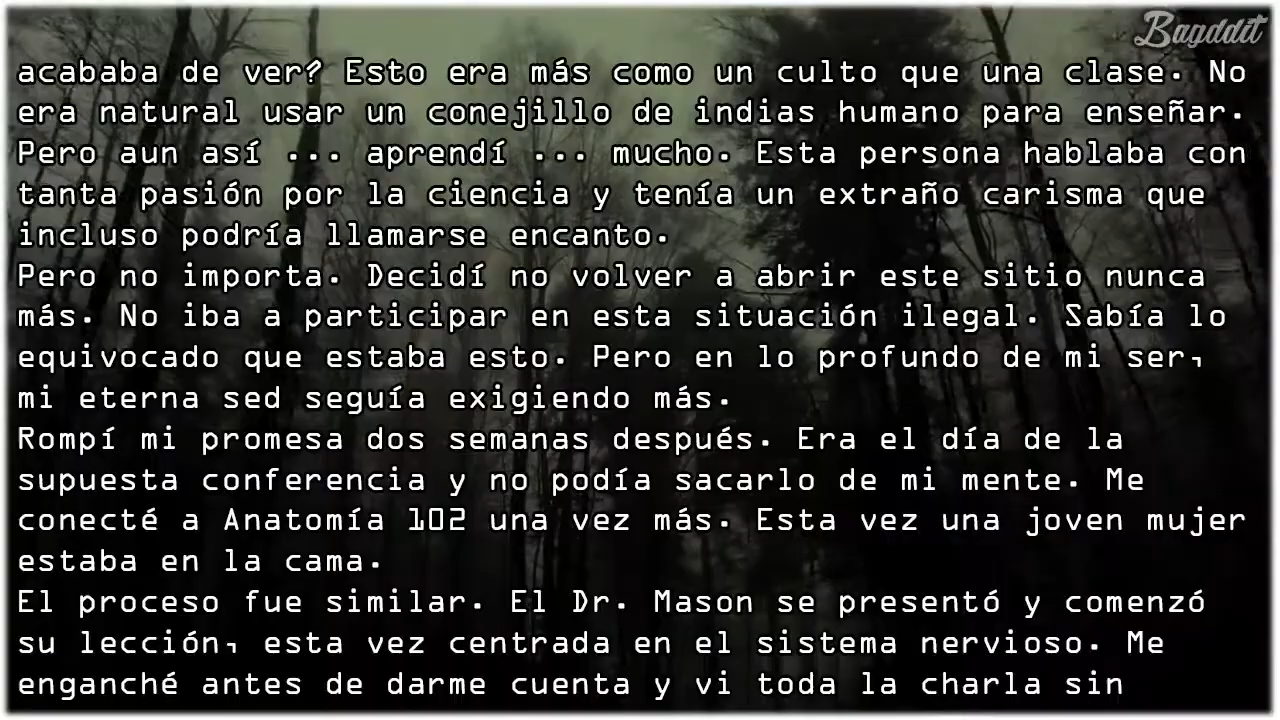 Bagddit
acababa de ver? Esto era más como un culto que una clase. No
era natural usar un conejillo de indias humano para enseñar.
Pero aun así ... aprendí ... mucho. Esta persona hablaba con
tanta pasión por la ciencia y tenía un extraño carisma que
incluso podría llamarse encanto.
Pero no importa. Decidí no volver a abrir este sitio nunca
más. No iba a participar en esta situación ilegal. Sabía lo
equivocado que estaba esto. Pero en lo profundo de mi ser,
mi eterna sed seguía exigiendo más.
Rompí mi promesa dos semanas después. Era el día de la
supuesta conferencia y no podía sacarlo de mi mente. Me
conecté a Anatomía 102 una vez más. Esta vez una joven mujer
estaba en la cama.
El proceso fue similar. El Dr. Mason se presentó y comenzó
su lección, esta vez centrada en el sistema nervioso. Me
enganché antes de darme cuenta y vi toda la charla sin